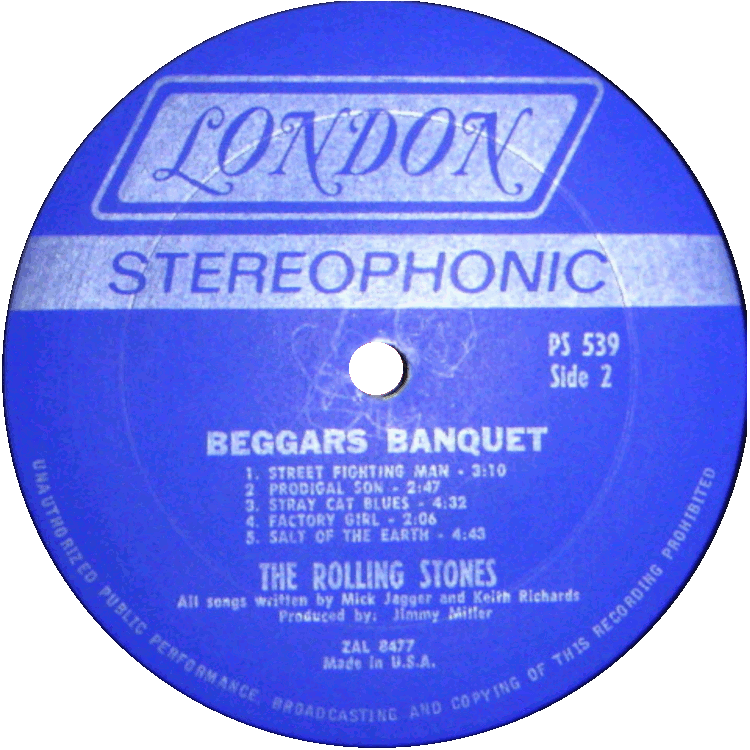 LONDON
STEREOPHONIC
PS 539
Side 2
BEGGARS BANQUET
1. STREET FIGHTING MAN - 3:10
2 PRODIGAL SON - 2:47
3. STRAY CAT BLUES - 4:32
4. FACTORY GIRL - 2:06
5. SALT OF THE EARTH - 4:43
THE ROLLING STONES
All songs written by Mick Jagger and Keith Richards
Produced by: Jimmy Miller
ZAL 8477
Made in U.S.A.
UNAUTHORIZED PUBLIC PERFORMANCE, BROADCASTING AND COPYING OF THIS RECORDING PROHIBITED